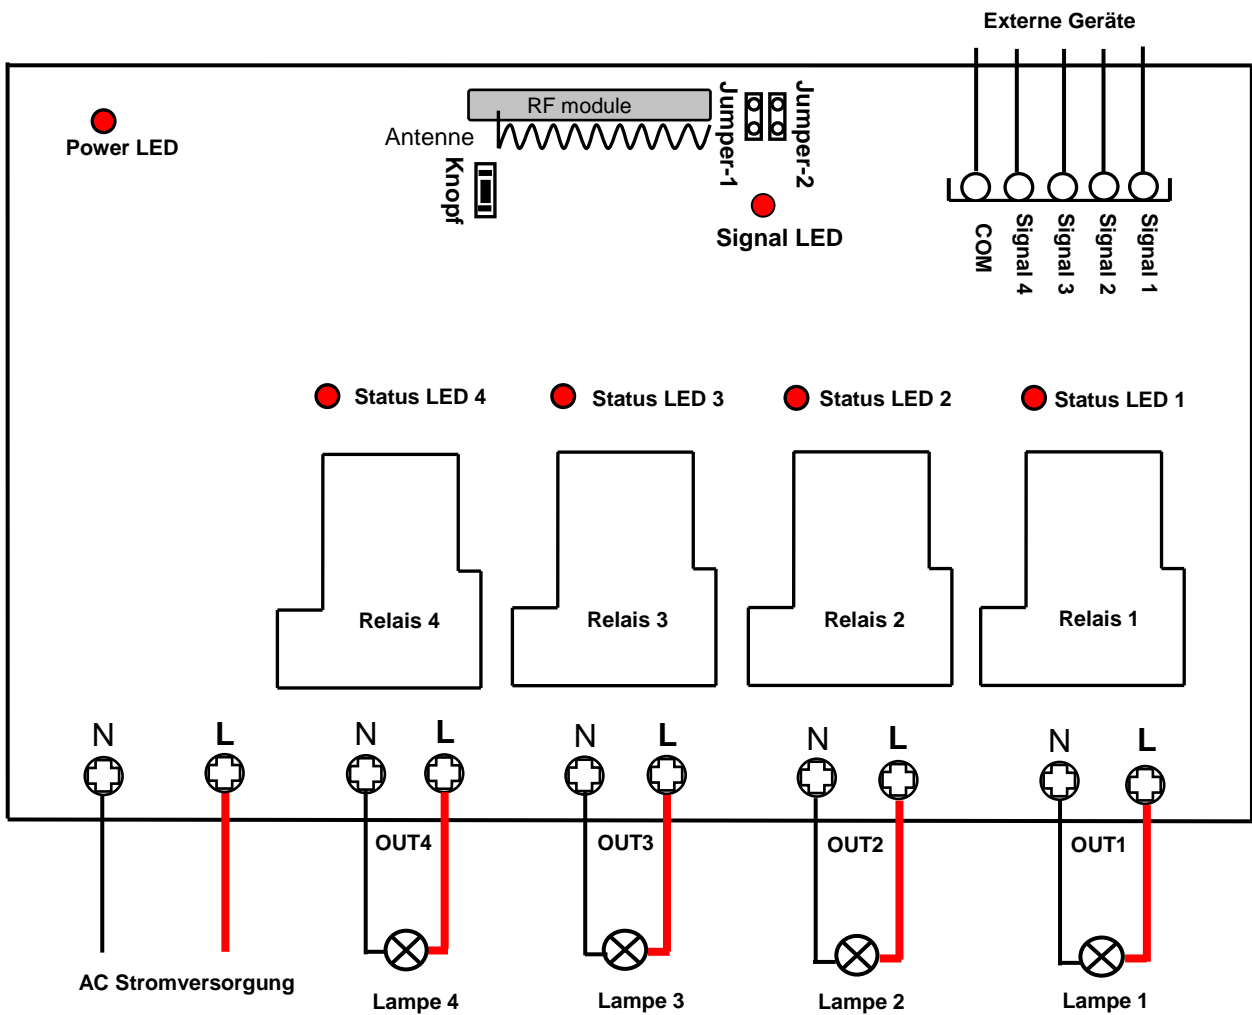 Externe Geräte
RF module
Antenne
Jumper-1
Jumper-2
Power LED
Knopf
Signal LED
COM
Signal 4
Signal 3
Signal 2
Signal 1
Status LED 4
Status LED 3
Status LED 2
Status LED 1
Relais 4
Relais 3
Relais 2
Relais 1
N L N L N L N L N L
OUT4
OUT3
OUT2
OUT1
AC Stromversorgung
Lampe 4
Lampe 3
Lampe 2
Lampe 1